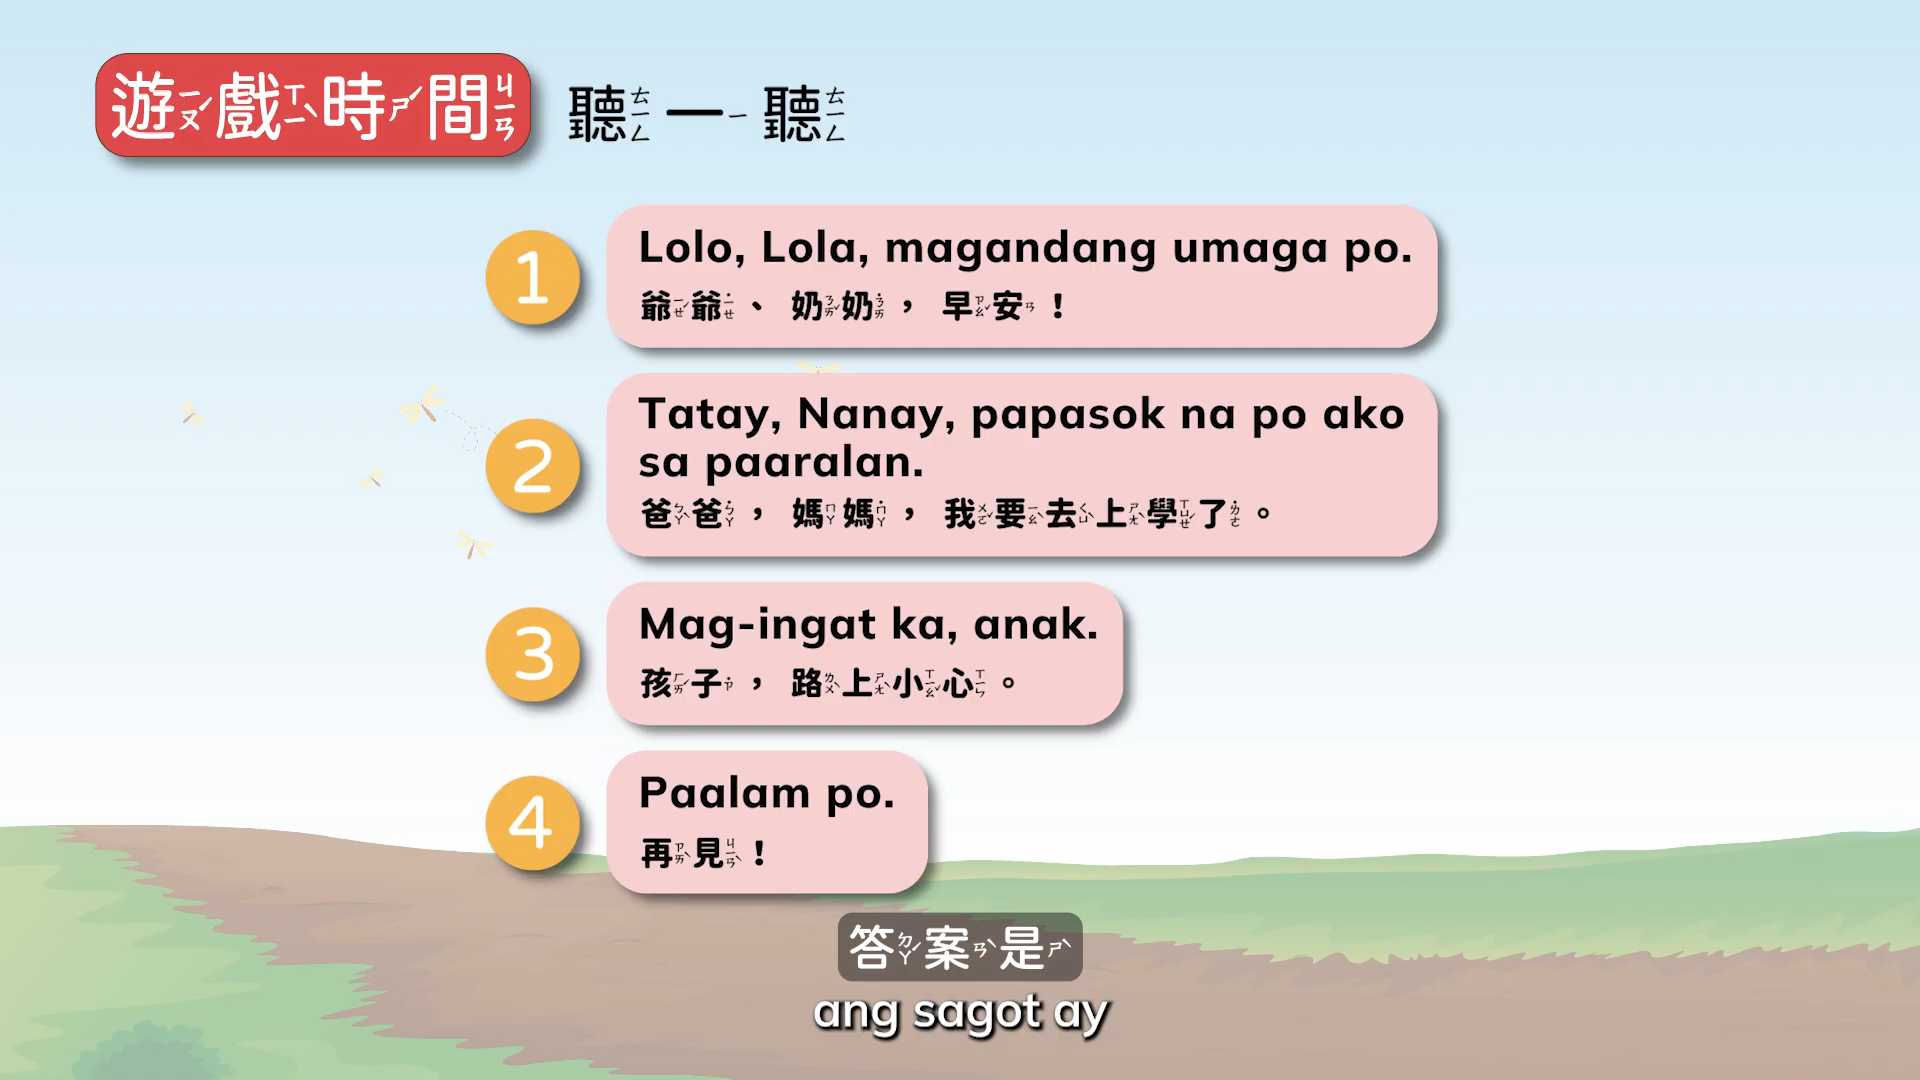 遊戲時間 聽一聽
1
Lolo, Lola, magandang umaga po.
爺爺、奶奶，早安！
2
Tatay, Nanay, papasok na po ako
sa paaralan.
爸爸，媽媽，我要去上學了。
3
Mag-ingat ka, anak.
孩子，路上小心。
4
Paalam po.
再見！
答案是
ang sagot ay